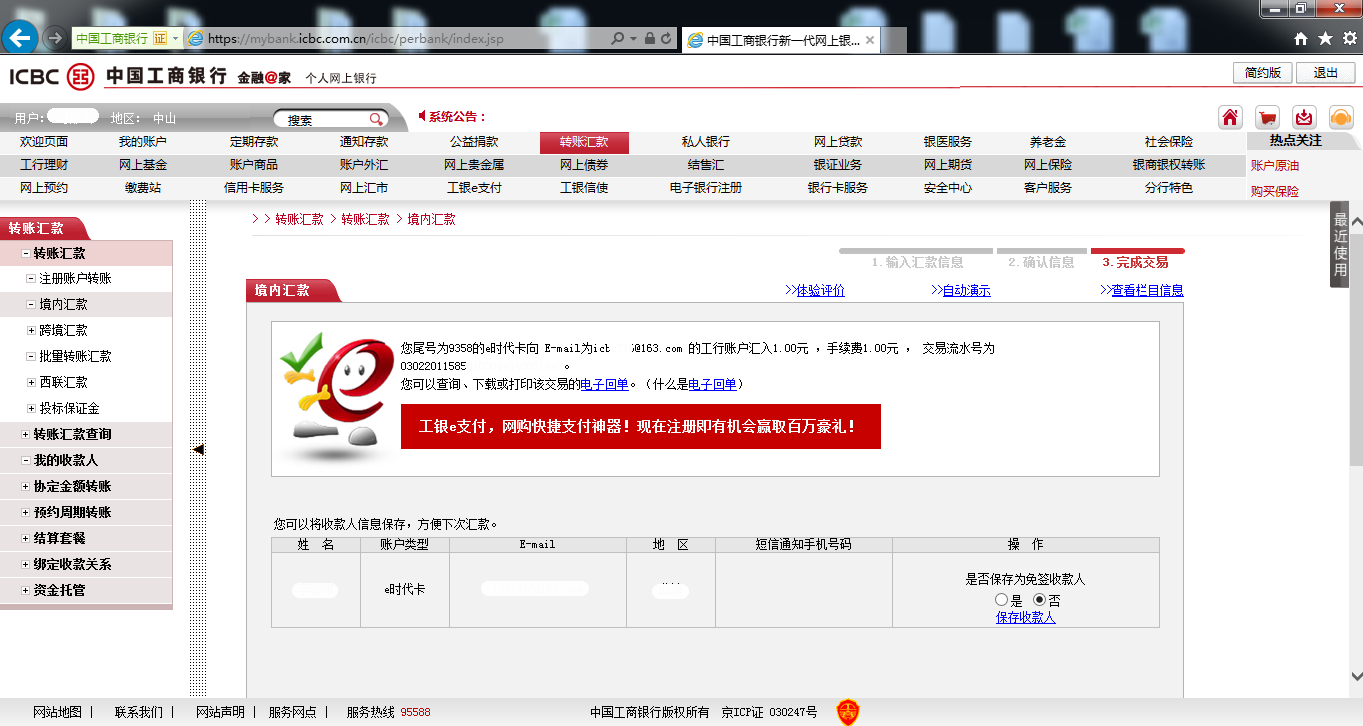 中国工商银行 证 https://mybank.icbc.com.cn/icbc/perbank/index.jsp 中国工商银行新一代网上银...
ICBC 中国工商银行 金融@家 个人网上银行 简约版 退出
用户: 地区: 中山 搜索 系统公告:
欢迎页面 我的账户 定期存款 通知存款 公益捐款 转账汇款 私人银行 网上贷款 银医服务 养老金 社会保险 热点关注
工行理财 网上基金 账户商品 账户外汇 网上贵金属 网上债券 结售汇 银证业务 网上期货 网上保险 银商银权转账 账户原油
网上预约 缴费站 信用卡服务 网上汇市 工银e支付 工银信使 电子银行注册 银行卡服务 安全中心 客户服务 分行特色 购买保险
> > 转账汇款 > 转账汇款 > 境内汇款
转账汇款
转账汇款
注册账户转账
境内汇款
跨境汇款
批量转账汇款
西联汇款
投标保证金
转账汇款查询
我的收款人
协定金额转账
预约周期转账
结算套餐
绑定收款关系
资金托管
最近使用
1. 输入汇款信息 2. 确认信息 3. 完成交易
境内汇款 >>体验评价 >>自动演示 >>查看栏目信息
您尾号为9358的e时代卡向 E-mail为icb @163.com 的工行账户汇入1.00元 ，手续费1.00元 ， 交易流水号为
03022011585 。
您可以查询、下载或打印该交易的电子回单。（什么是电子回单）
工银e支付，网购快捷支付神器！现在注册即有机会赢取百万豪礼！
您可以将收款人信息保存，方便下次汇款。
姓 名 账户类型 E-mail 地 区 短信通知手机号码 操 作
e时代卡 是否保存为免签收款人
是 否
保存收款人
网站地图 | 联系我们 | 网站声明 | 服务网点 | 服务热线 95588 中国工商银行版权所有 京ICP证 030247号